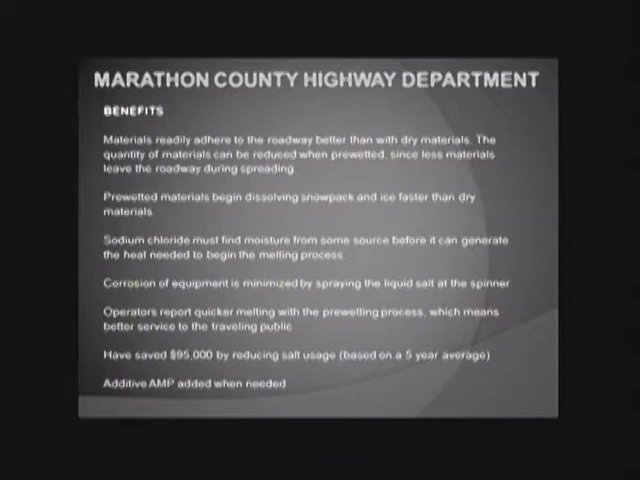 MARATHON COUNTY HIGHWAY DEPARTMENT
BENEFITS
Materials readily adhere to the roadway better than with dry materials. The
quantity of materials can be reduced when prewetted, since less materials
leave the roadway during spreading
Prewetted materials begin dissolving snowpack and ice faster than dry
materials
Sodium chloride must find moisture from some source before it can generate
the heat needed to begin the melting process.
Corrosion of equipment is minimized by spraying the liquid salt at the spinner
Operators report quicker melting with the prewetting process, which means
better service to the traveling public
Have saved $95,000 by reducing salt usage (based on a 5 year average)
Additive AMP added when needed